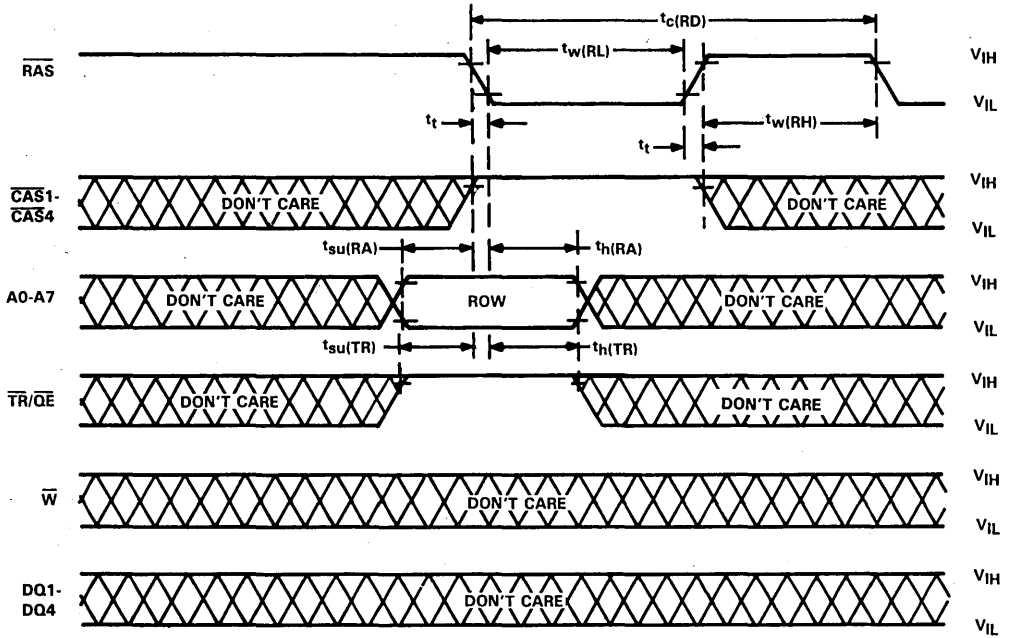 tc(RD)
tw(RL)
RAS
VIH
VIL
tt
tw(RH)
tt
CAS1-
CAS4
DON'T CARE
DON'T CARE
VIH
VIL
tsu(RA)
th(RA)
A0-A7
DON'T CARE
ROW
DON'T CARE
VIH
VIL
tsu(TR)
th(TR)
TR/QE
DON'T CARE
DON'T CARE
VIH
VIL
W
DON'T CARE
VIH
VIL
DQ1-
DQ4
DON'T CARE
VIH
VIL